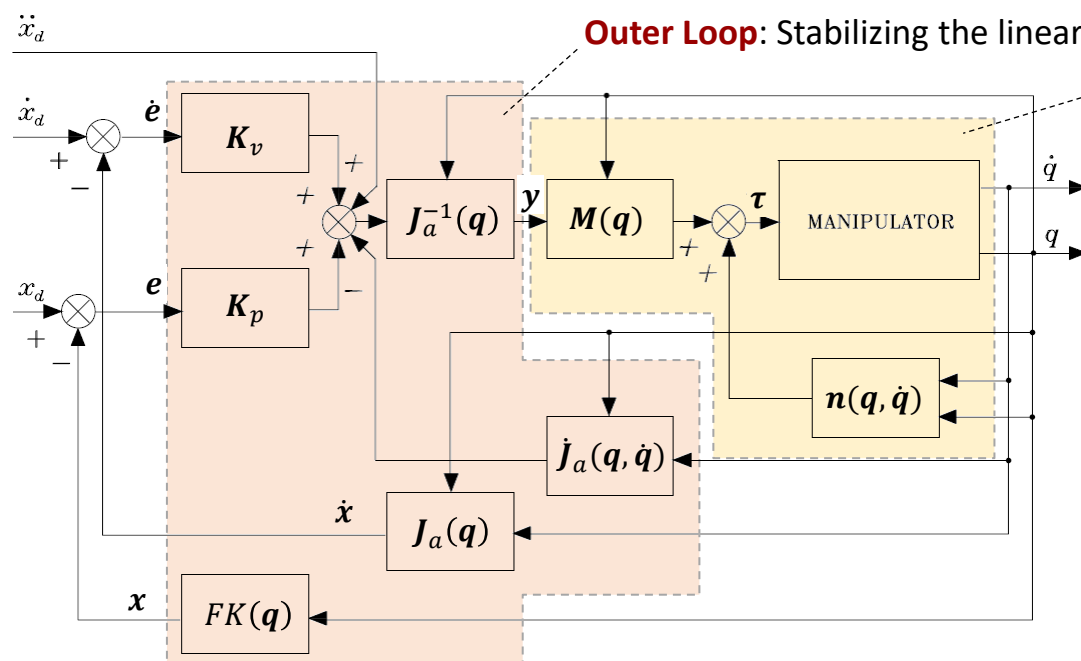 ẍ_d
Outer Loop: Stabilizing the linear
ẋ_d
+
−
ė
K_v
+
+
+
−
J_a^{-1}(q)
y
M(q)
+
+
τ
MANIPULATOR
q̇
q
x_d
+
−
e
K_p
n(q, q̇)
J̇_a(q, q̇)
ẋ
J_a(q)
x
FK(q)